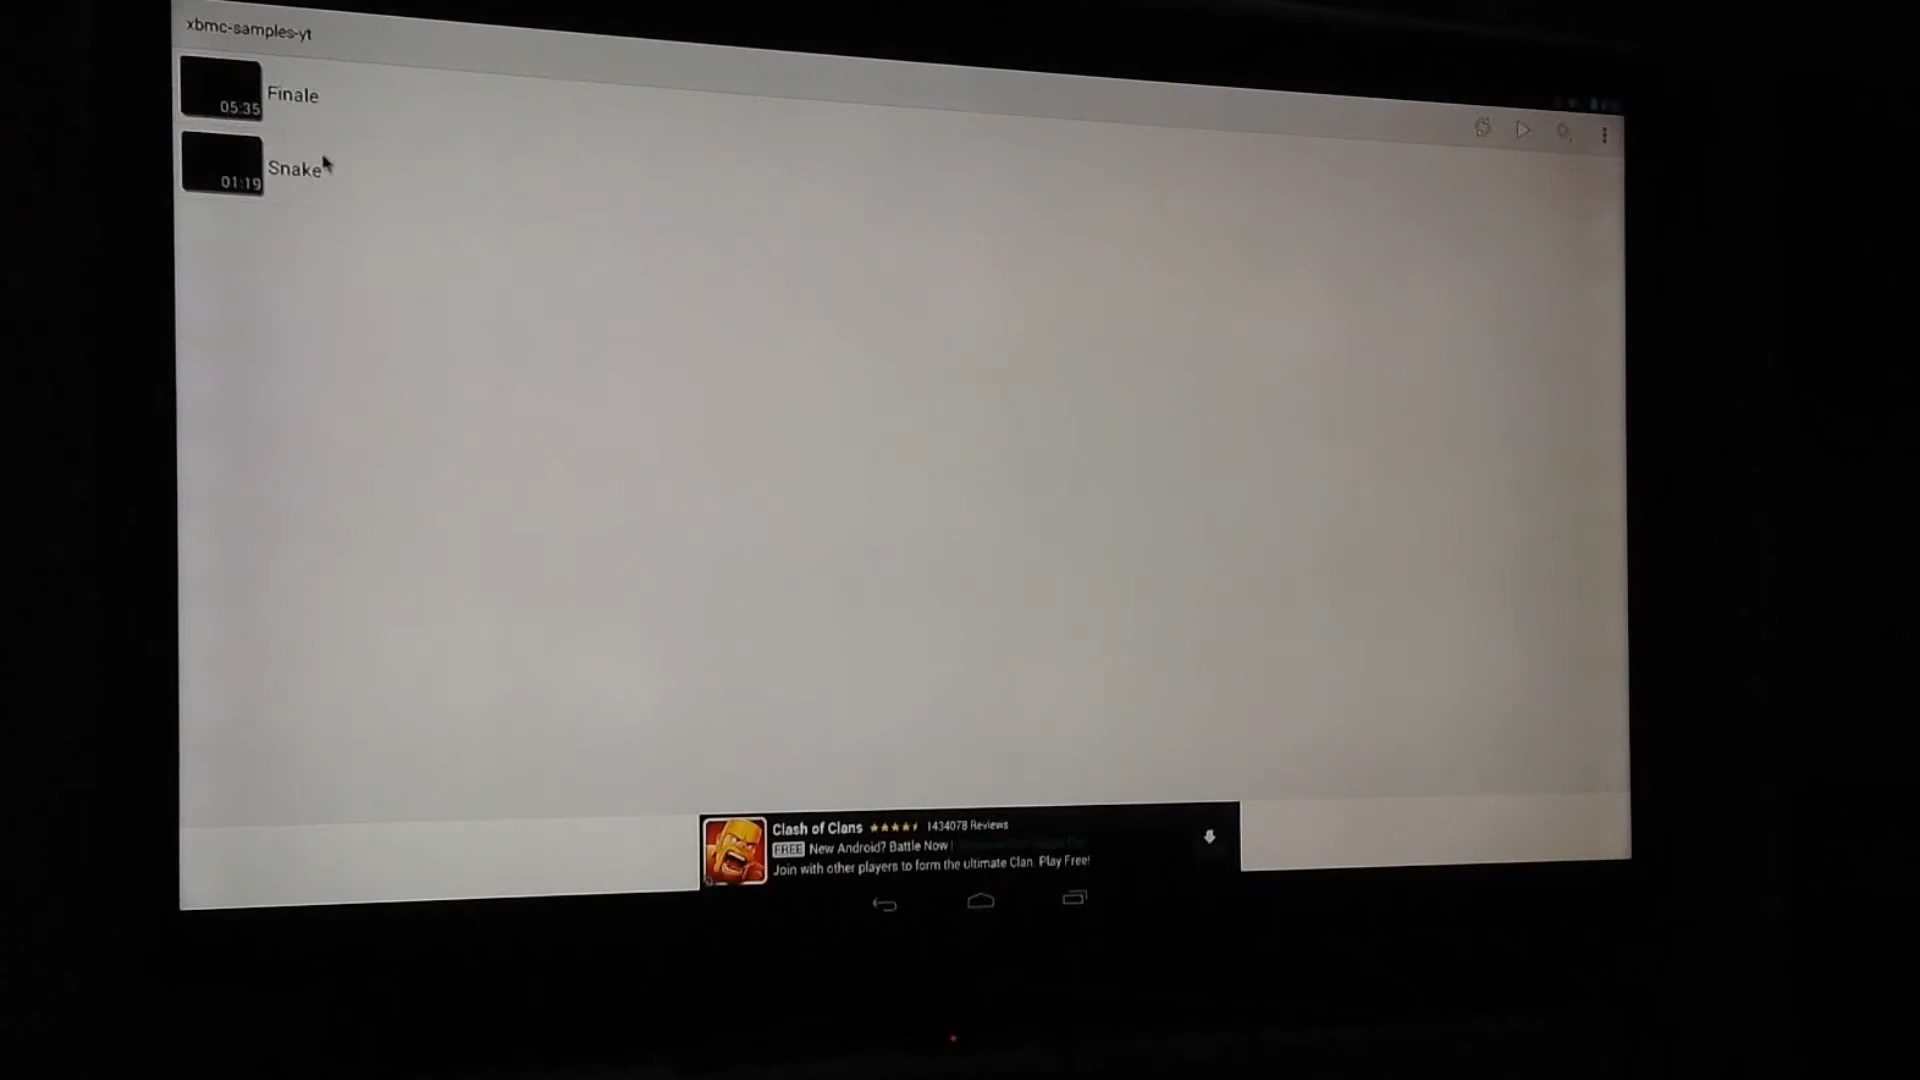 xbmc-samples-yt
05:35 Finale
01:19 Snake
Clash of Clans 1434078 Reviews
FREE New Android? Battle Now
Join with other players to form the ultimate Clan. Play Free!